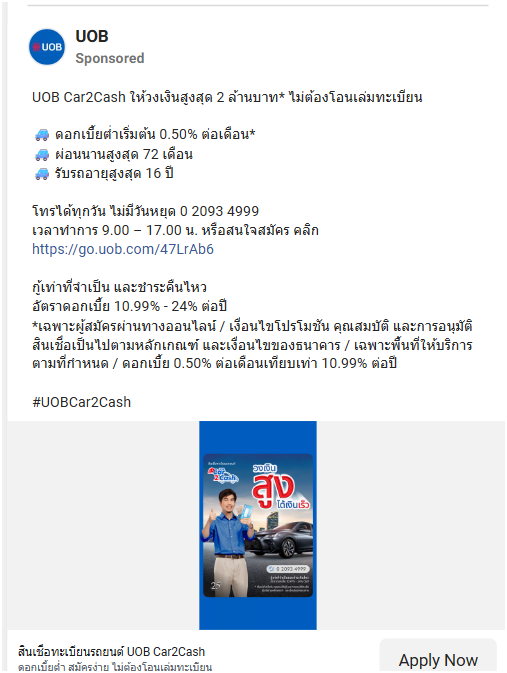 UOB
UOB
Sponsored
UOB Car2Cash ให้วงเงินสูงสุด 2 ล้านบาท* ไม่ต้องโอนเล่มทะเบียน
ดอกเบี้ยต่ำเริ่มต้น 0.50% ต่อเดือน*
ผ่อนนานสูงสุด 72 เดือน
รับรถอายุสูงสุด 16 ปี
โทรได้ทุกวัน ไม่มีวันหยุด 0 2093 4999
เวลาทำการ 9.00 – 17.00 น. หรือสนใจสมัคร คลิก
https://go.uob.com/47LrAb6
กู้เท่าที่จำเป็น และชำระคืนไหว
อัตราดอกเบี้ย 10.99% - 24% ต่อปี
*เฉพาะผู้สมัครผ่านทางออนไลน์ / เงื่อนไขโปรโมชัน คุณสมบัติ และการอนุมัติ
สินเชื่อเป็นไปตามหลักเกณฑ์ และเงื่อนไขของธนาคาร / เฉพาะพื้นที่ให้บริการ
ตามที่กำหนด / ดอกเบี้ย 0.50% ต่อเดือนเทียบเท่า 10.99% ต่อปี
#UOBCar2Cash
Car
2Cash
วงเงิน
สูง
ได้เงินเร็ว
0 2093 4999
25
สินเชื่อทะเบียนรถยนต์ UOB Car2Cash
ดอกเบี้ยต่ำ สมัครง่าย ไม่ต้องโอนเล่มทะเบียน
Apply Now